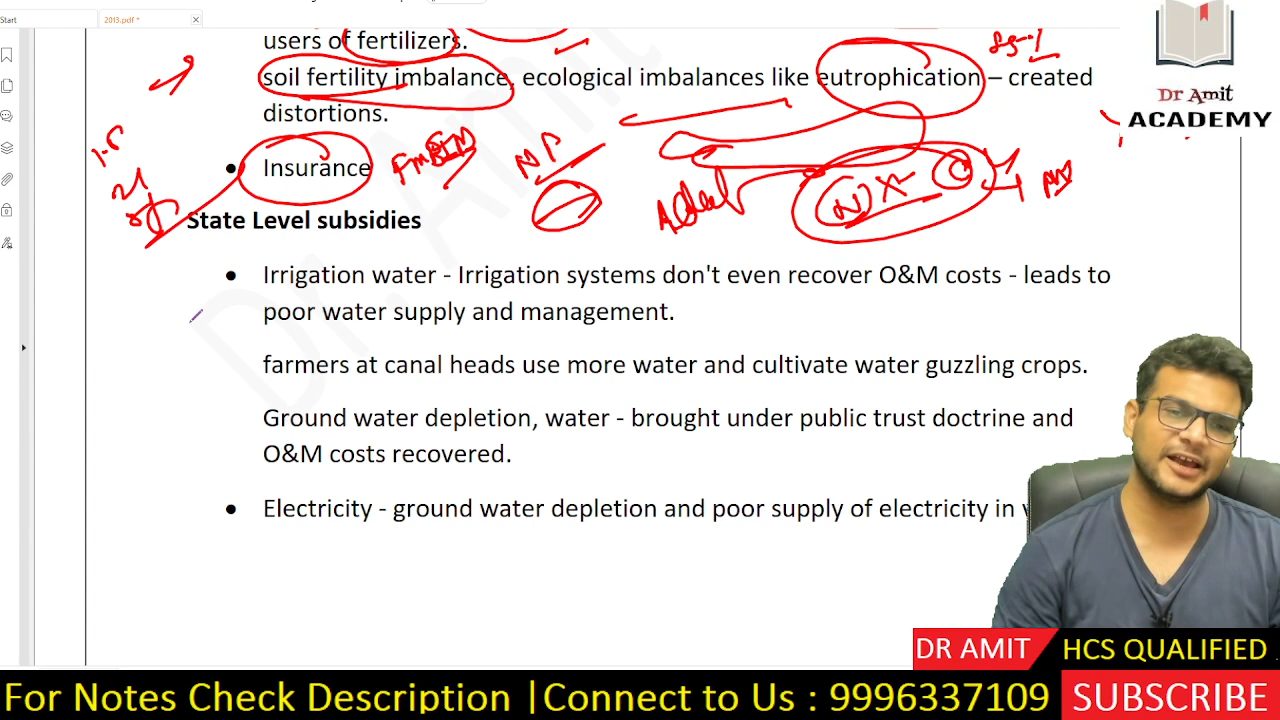 Start
2013.pdf *
users of fertilizers.
soil fertility imbalance, ecological imbalances like eutrophication – created
distortions.
Insurance
NP
State Level subsidies
Irrigation water - Irrigation systems don't even recover O&M costs - leads to
poor water supply and management.
farmers at canal heads use more water and cultivate water guzzling crops.
Ground water depletion, water - brought under public trust doctrine and
O&M costs recovered.
Electricity - ground water depletion and poor supply of electricity in
Dr Amit
ACADEMY
DR AMIT HCS QUALIFIED
For Notes Check Description | Connect to Us : 9996337109 SUBSCRIBE